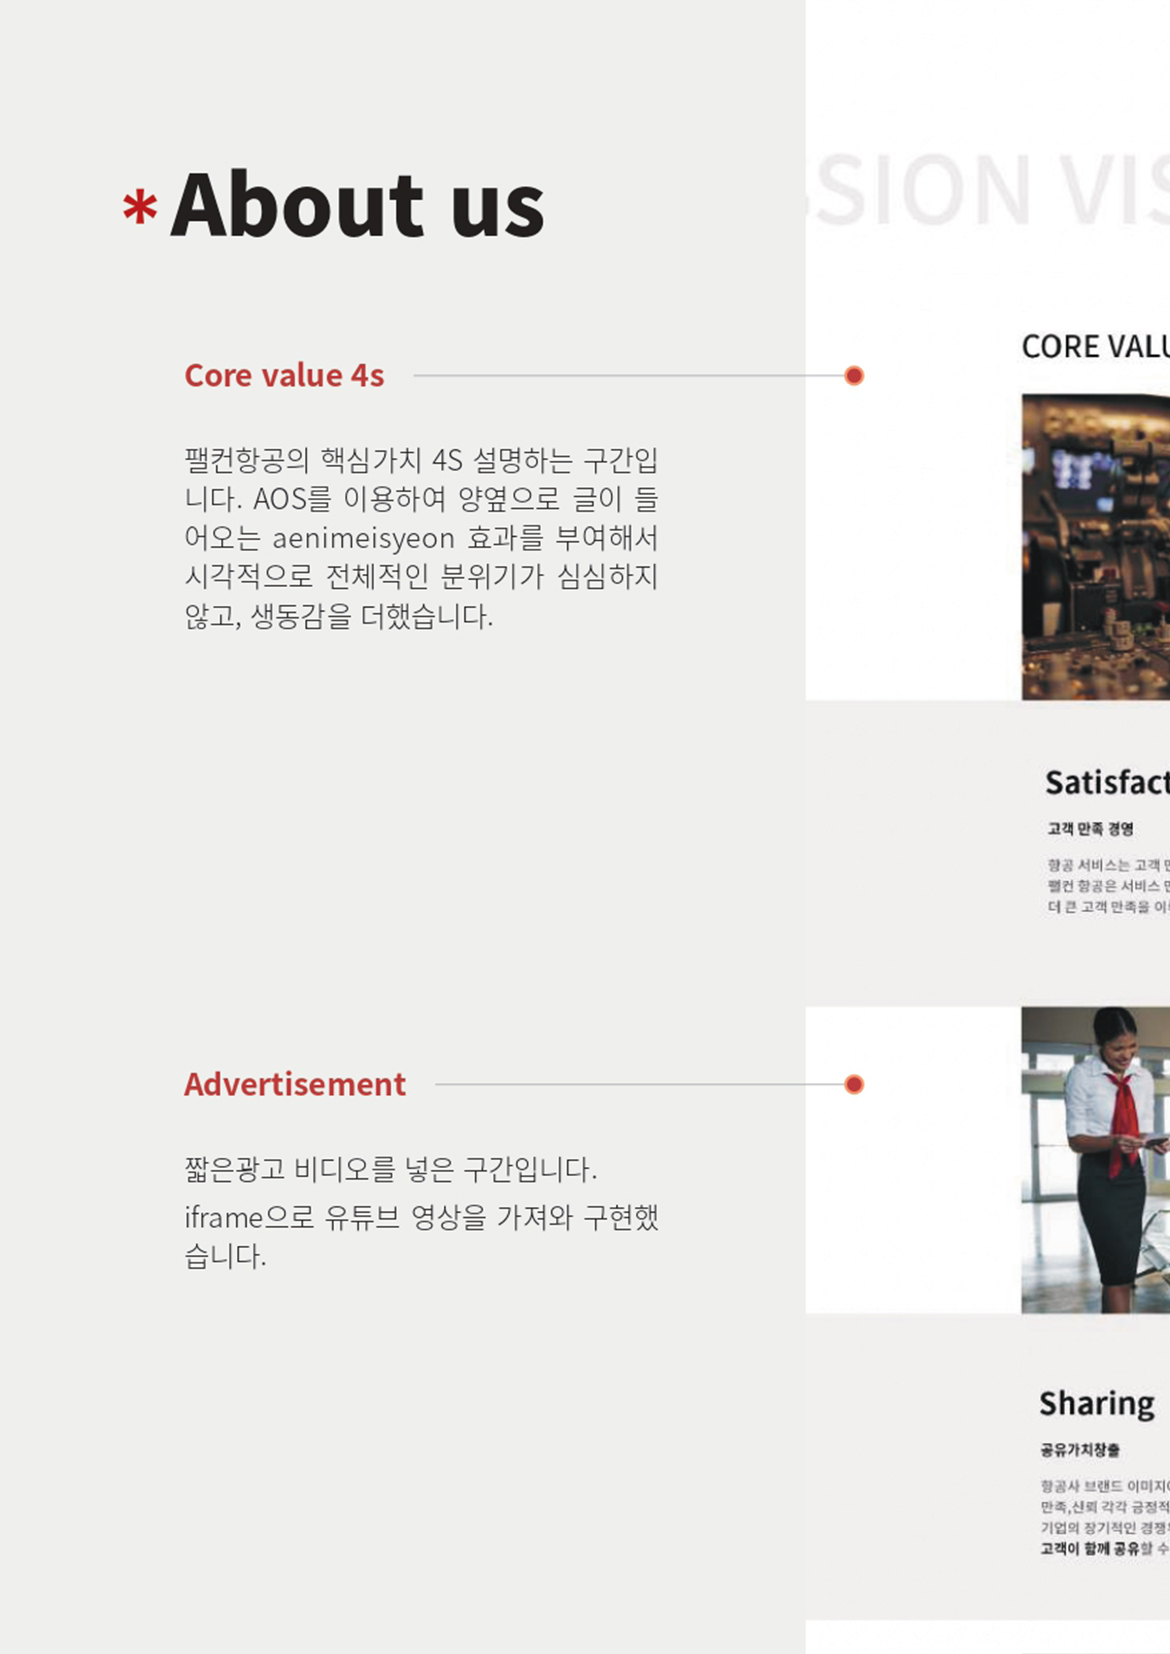 * About us
Core value 4s
팰컨항공의 핵심가치 4S 설명하는 구간입
니다. AOS를 이용하여 양옆으로 글이 들
어오는 aenimeisyeon 효과를 부여해서
시각적으로 전체적인 분위기가 심심하지
않고, 생동감을 더했습니다.
Advertisement
짧은광고 비디오를 넣은 구간입니다.
iframe으로 유튜브 영상을 가져와 구현했
습니다.
SSION VIS
CORE VALU
Satisfact
고객 만족 경영
항공 서비스는 고객
팰컨 항공은 서비스
더 큰 고객 만족을
Sharing
공유가치창출
항공사 브랜드 이미지
만족,신뢰 각각 긍정적
기업의 장기적인
고객이 함께 공유할 수